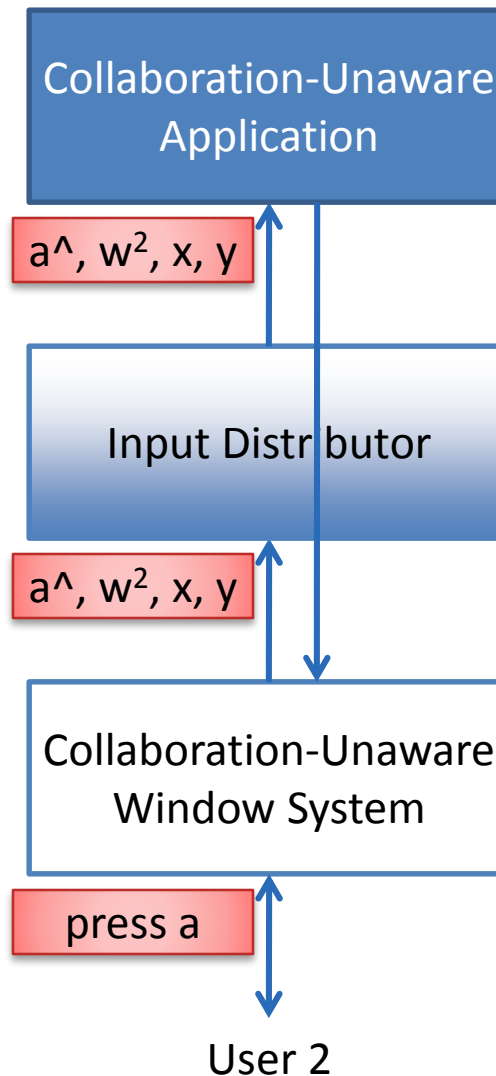 Collaboration-Unaware
Application
a^, w², x, y
Input Distributor
a^, w², x, y
Collaboration-Unaware
Window System
press a
User 2